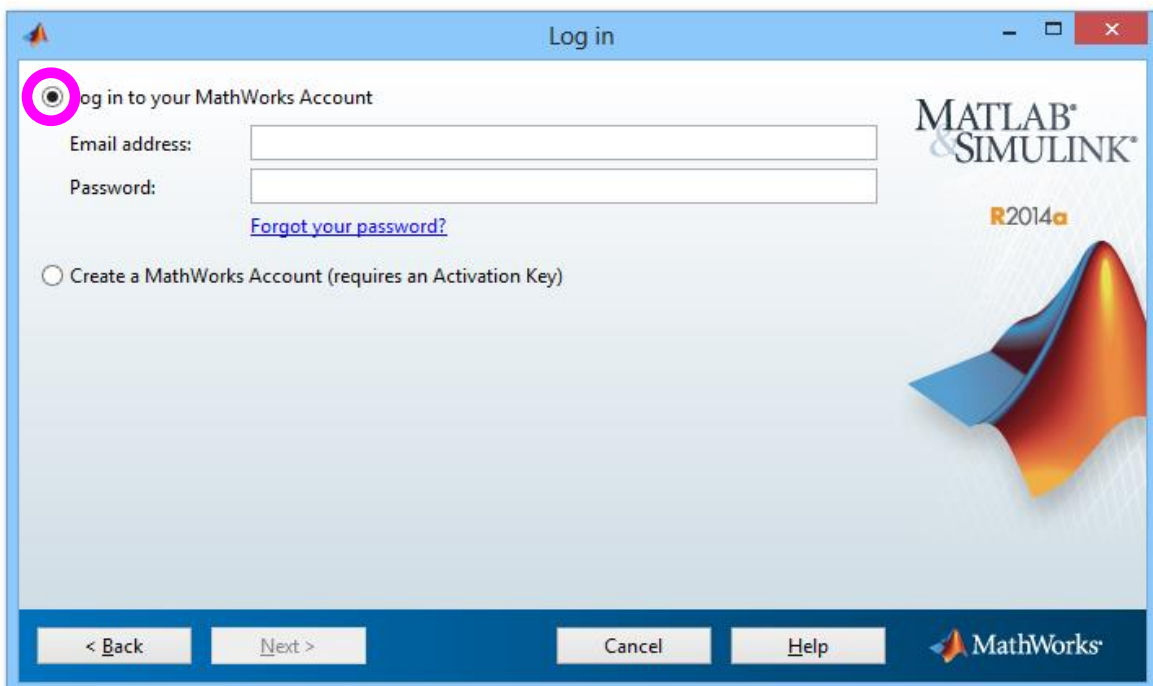 Log in
Log in to your MathWorks Account
Email address:
Password:
Forgot your password?
Create a MathWorks Account (requires an Activation Key)
MATLAB®
&SIMULINK®
R2014a
< Back
Next >
Cancel
Help
MathWorks®